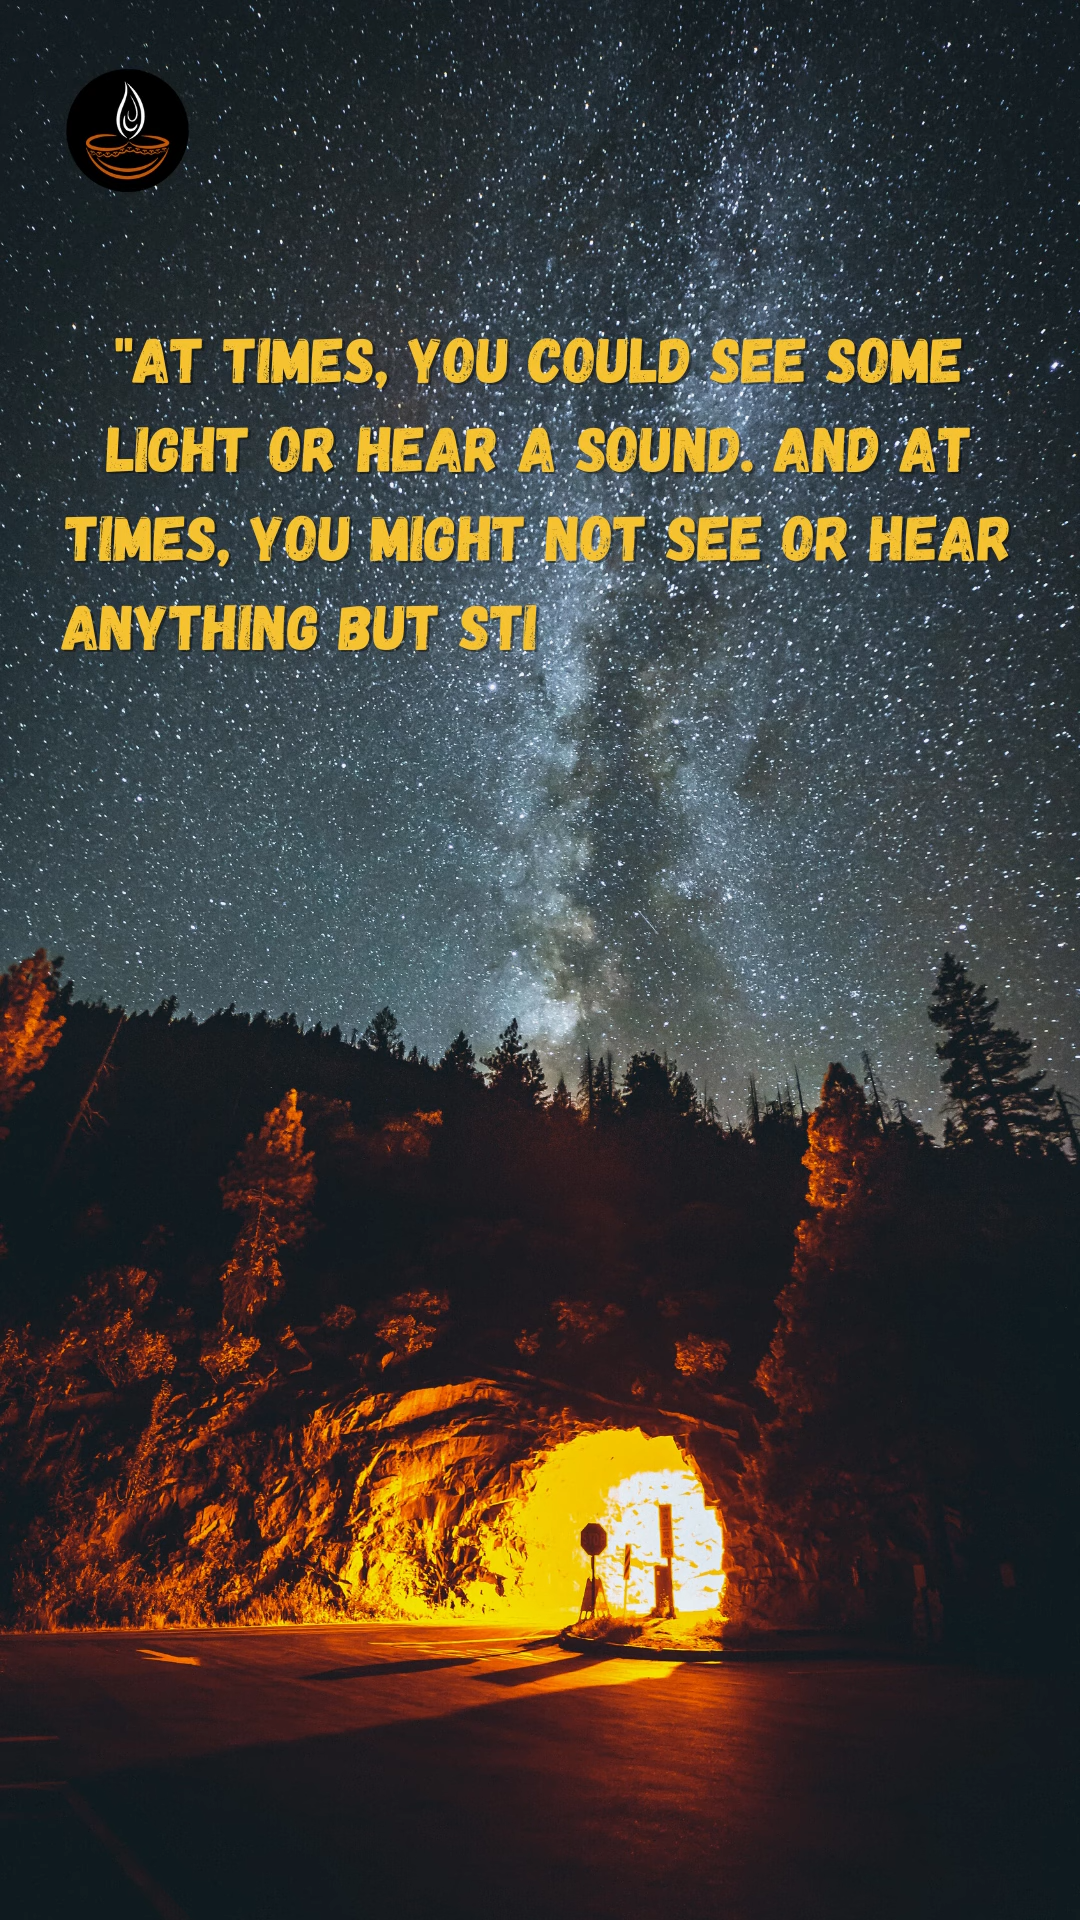 "AT TIMES, YOU COULD SEE SOME
LIGHT OR HEAR A SOUND. AND AT
TIMES, YOU MIGHT NOT SEE OR HEAR
ANYTHING BUT STI